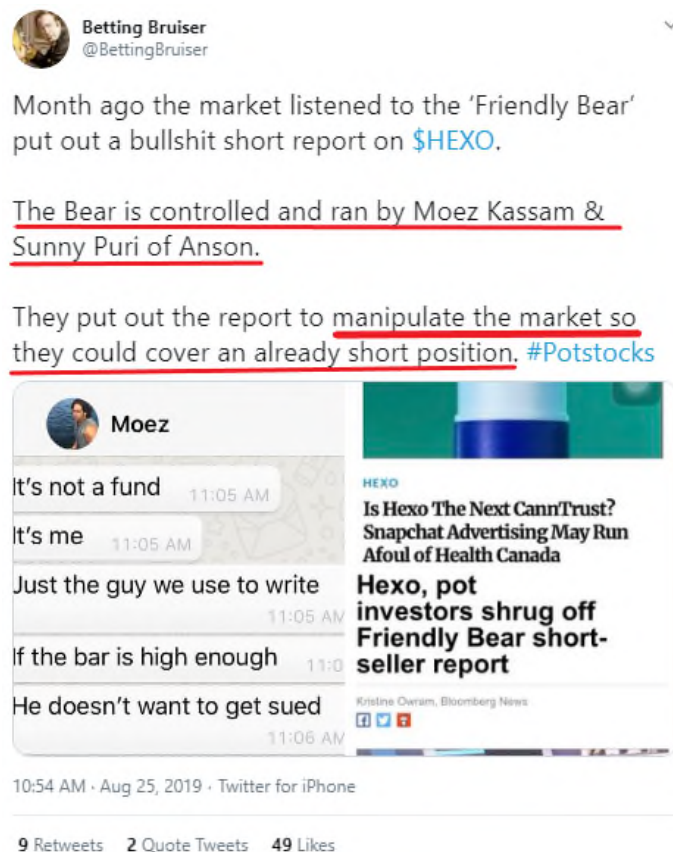 Betting Bruiser
@BettingBruiser
Month ago the market listened to the ‘Friendly Bear’
put out a bullshit short report on $HEXO.
The Bear is controlled and ran by Moez Kassam &
Sunny Puri of Anson.
They put out the report to manipulate the market so
they could cover an already short position. #Potstocks
Moez
It’s not a fund 11:05 AM
It’s me 11:05 AM
Just the guy we use to write
11:05 AM
If the bar is high enough 11:0
He doesn’t want to get sued
11:06 AM
HEXO
Is Hexo The Next CannTrust?
Snapchat Advertising May Run
Afoul of Health Canada
Hexo, pot
investors shrug off
Friendly Bear short-
seller report
Kristine Owram, Bloomberg News
10:54 AM · Aug 25, 2019 · Twitter for iPhone
9 Retweets 2 Quote Tweets 49 Likes